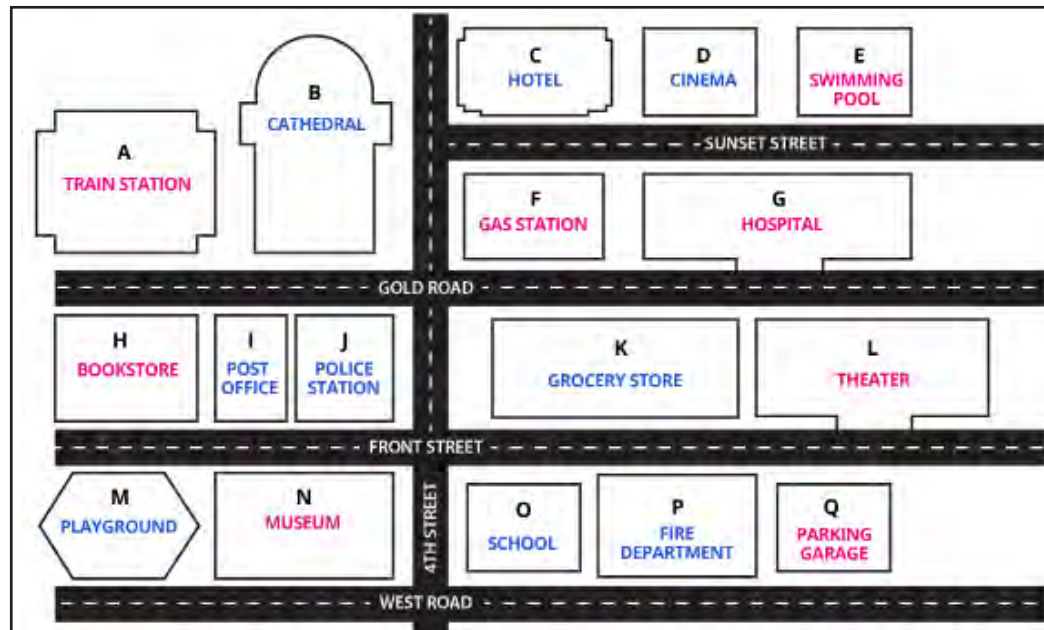 A
TRAIN STATION
B
CATHEDRAL
C
HOTEL
D
CINEMA
E
SWIMMING
POOL
SUNSET STREET
F
GAS STATION
G
HOSPITAL
GOLD ROAD
H
BOOKSTORE
I
POST
OFFICE
J
POLICE
STATION
K
GROCERY STORE
L
THEATER
FRONT STREET
M
PLAYGROUND
N
MUSEUM
4TH STREET
O
SCHOOL
P
FIRE
DEPARTMENT
Q
PARKING
GARAGE
WEST ROAD